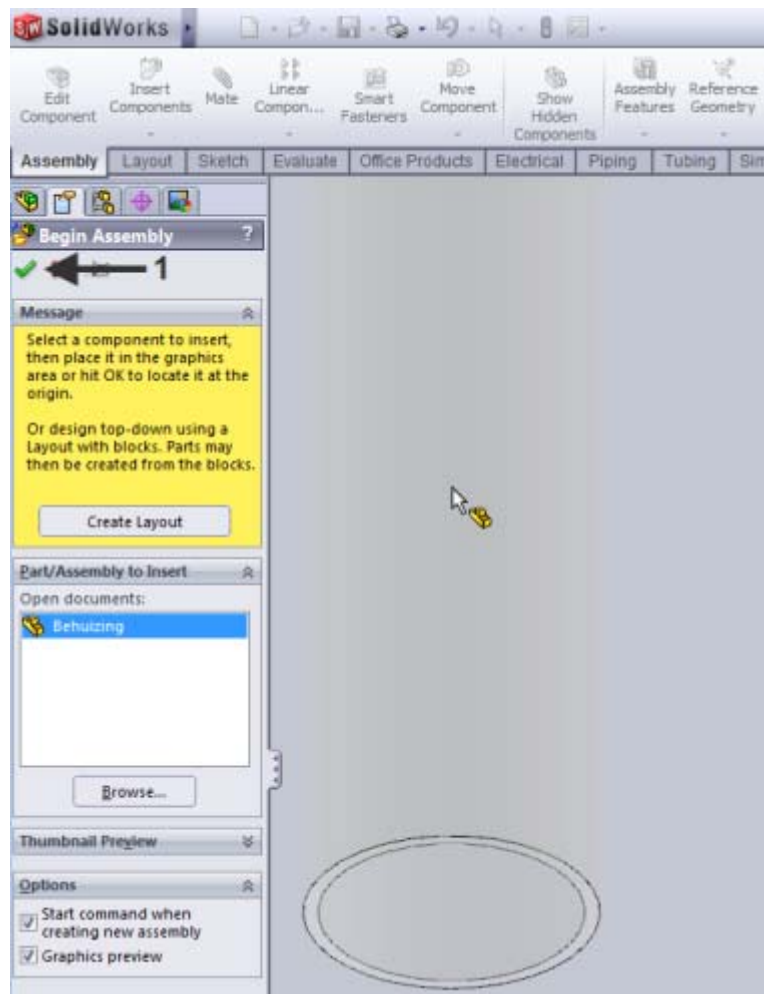 SolidWorks
Edit Component
Insert Components
Mate
Linear Compon...
Smart Fasteners
Move Component
Show Hidden Components
Assembly Features
Reference Geometry
Assembly Layout Sketch Evaluate Office Products Electrical Piping Tubing Sim
Begin Assembly ?
1
Message
Select a component to insert,
then place it in the graphics
area or hit OK to locate it at the
origin.
Or design top-down using a
Layout with blocks. Parts may
then be created from the blocks.
Create Layout
Part/Assembly to Insert
Open documents:
Behuizing
Browse...
Thumbnail Preview
Options
Start command when
creating new assembly
Graphics preview